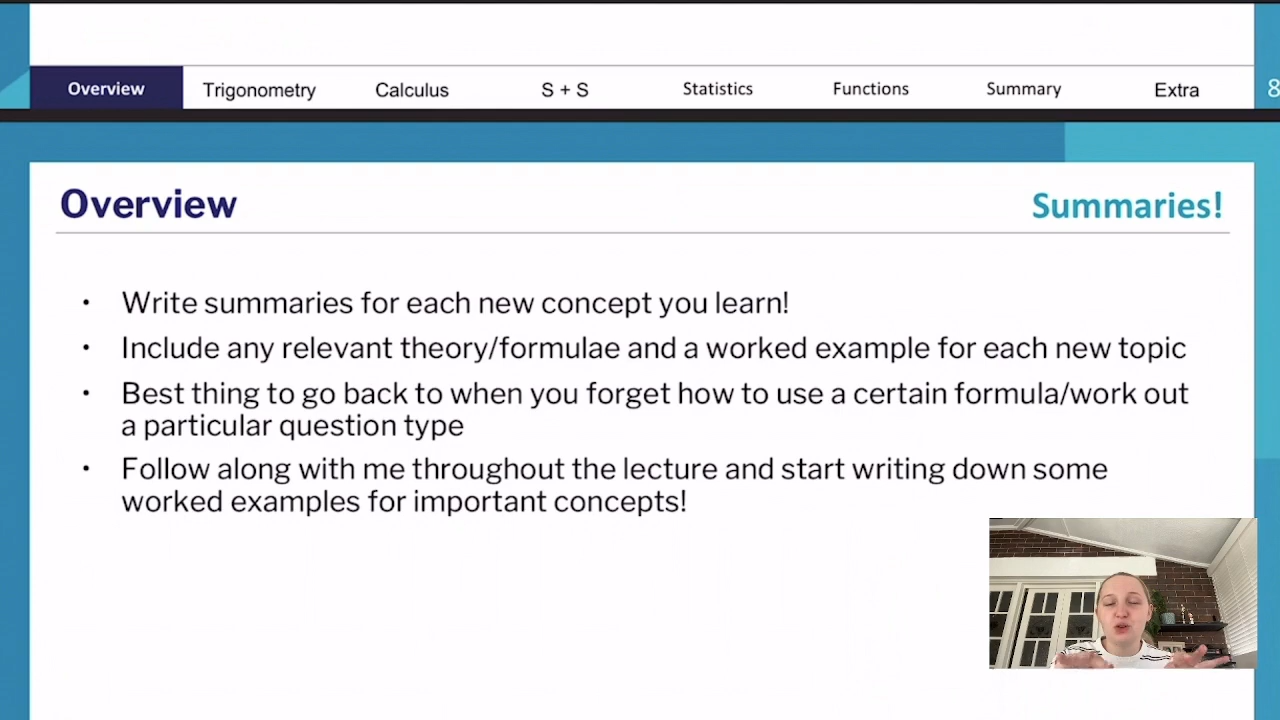 Overview Trigonometry Calculus S + S Statistics Functions Summary Extra 8
Overview Summaries!
• Write summaries for each new concept you learn!
• Include any relevant theory/formulae and a worked example for each new topic
• Best thing to go back to when you forget how to use a certain formula/work out
a particular question type
• Follow along with me throughout the lecture and start writing down some
worked examples for important concepts!